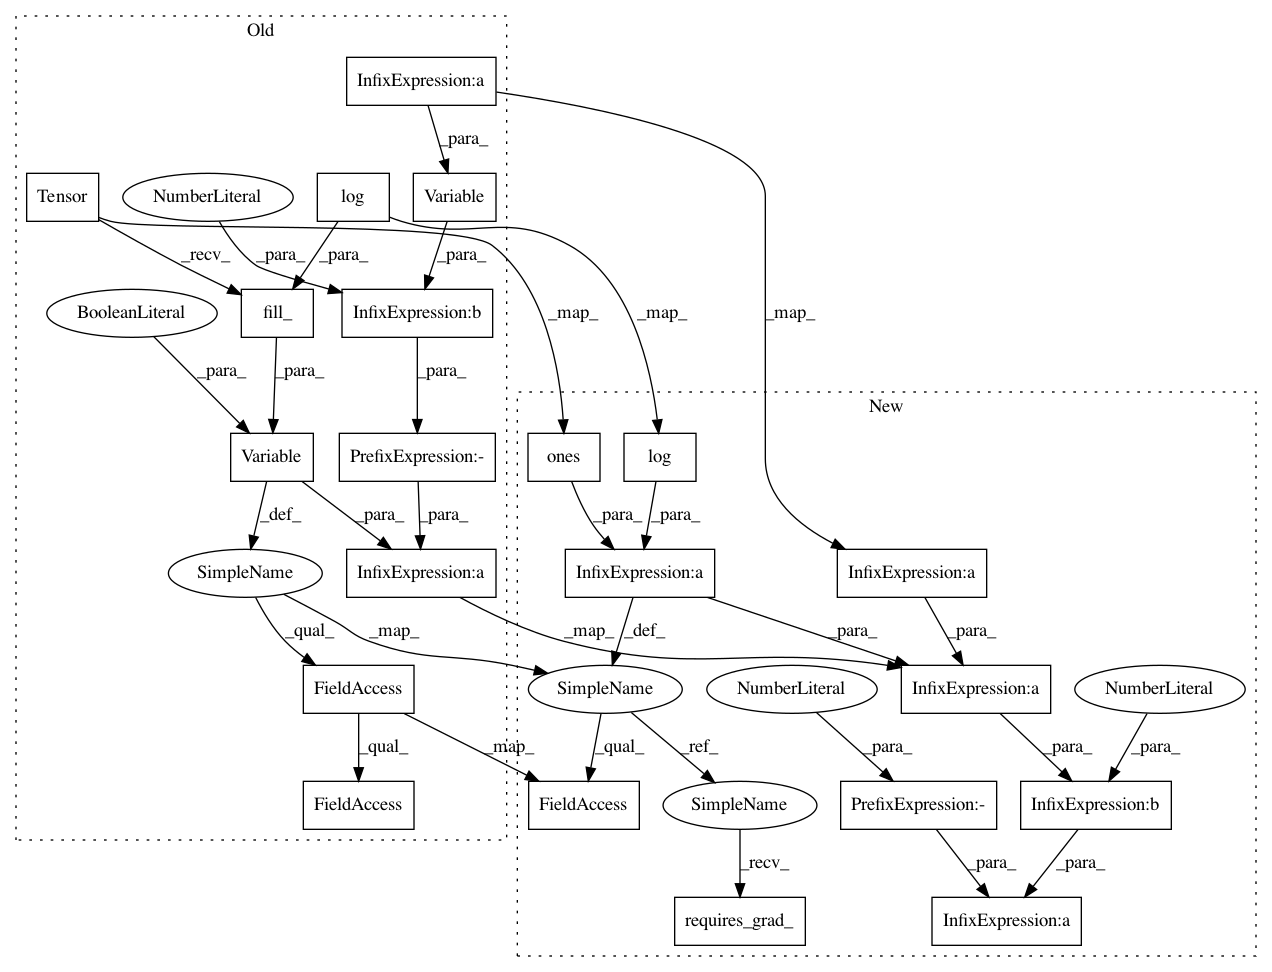 Old
InfixExpression:a
_para_
Tensor
NumberLiteral
log
Variable
_recv_
_para_
_para_
_para_
BooleanLiteral
fill_
InfixExpression:b
_map_
_map_
_map_
_para_
_para_
_para_
New
Variable
PrefixExpression:-
ones
log
_def_
_para_
_para_
_para_
_para_
SimpleName
InfixExpression:a
InfixExpression:a
InfixExpression:a
_qual_
_map_
_map_
_def_
_para_
_para_
FieldAccess
SimpleName
NumberLiteral
InfixExpression:a
NumberLiteral
_qual_
_map_
_qual_
_ref_
_para_
_para_
_para_
FieldAccess
FieldAccess
SimpleName
PrefixExpression:-
InfixExpression:b
_recv_
_para_
_para_
requires_grad_
InfixExpression:a